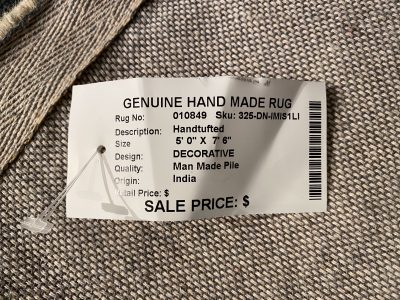 GENUINE HAND MADE RUG
Rug No: 010849 Sku: 325-DN-IMIS1LI
Description: Handtufted
Size 5' 0" X 7' 6"
Design: DECORATIVE
Quality: Man Made Pile
Origin: India
etail Price: $
SALE PRICE: $